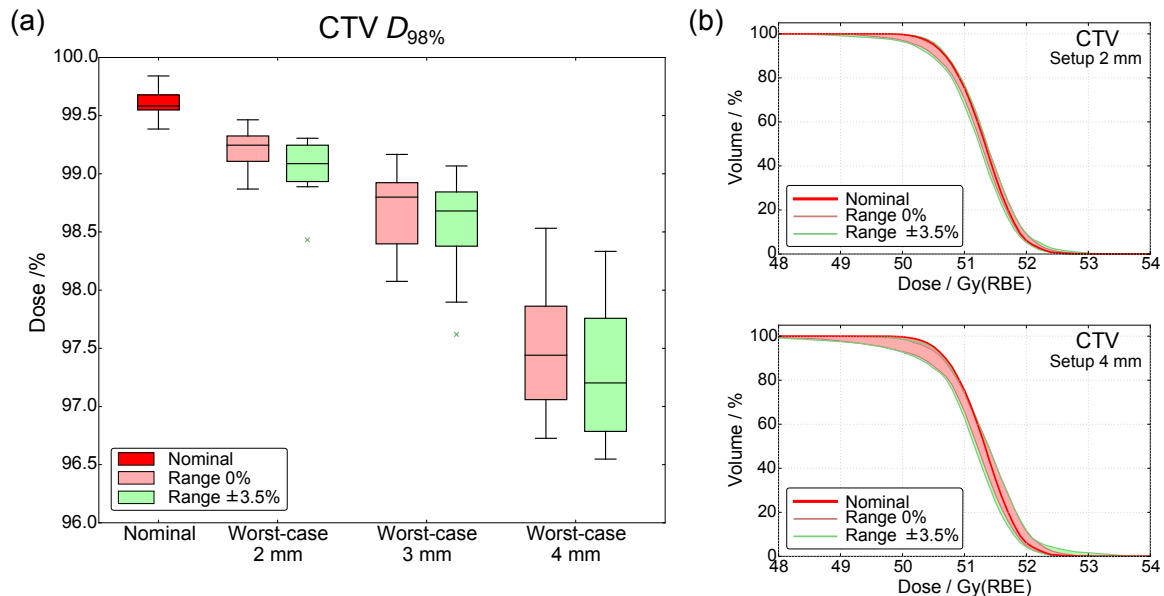 (a)
CTV D98%
100.0
99.5
99.0
98.5
98.0
97.5
97.0
96.5
96.0
Dose /%
Nominal
Range 0%
Range ±3.5%
Nominal
Worst-case
2 mm
Worst-case
3 mm
Worst-case
4 mm
(b)
CTV
Setup 2 mm
100
80
60
40
20
0
Volume / %
Nominal
Range 0%
Range ±3.5%
48 49 50 51 52 53 54
Dose / Gy(RBE)
CTV
Setup 4 mm
100
80
60
40
20
0
Volume / %
Nominal
Range 0%
Range ±3.5%
48 49 50 51 52 53 54
Dose / Gy(RBE)